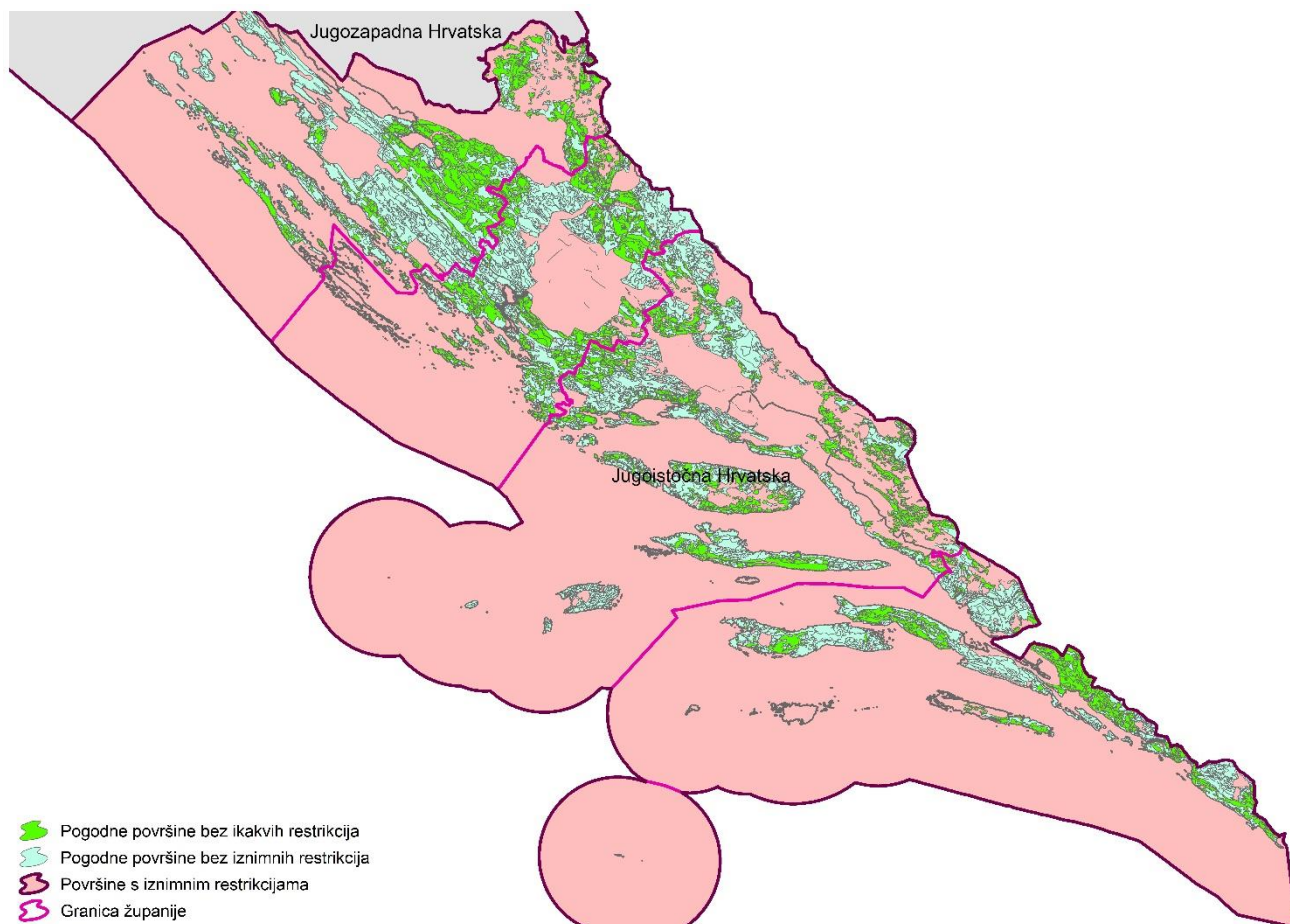 Jugozapadna Hrvatska
Jugoistočna Hrvatska
Pogodne površine bez ikakvih restrikcija
Pogodne površine bez iznimnih restrikcija
Površine s iznimnim restrikcijama
Granica županije